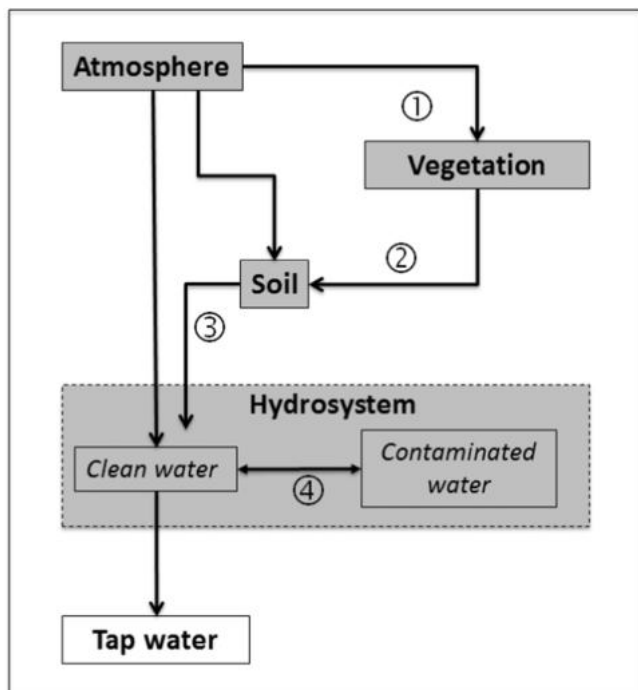 Atmosphere
①
Vegetation
②
Soil
③
Hydrosystem
Clean water
④
Contaminated
water
Tap water